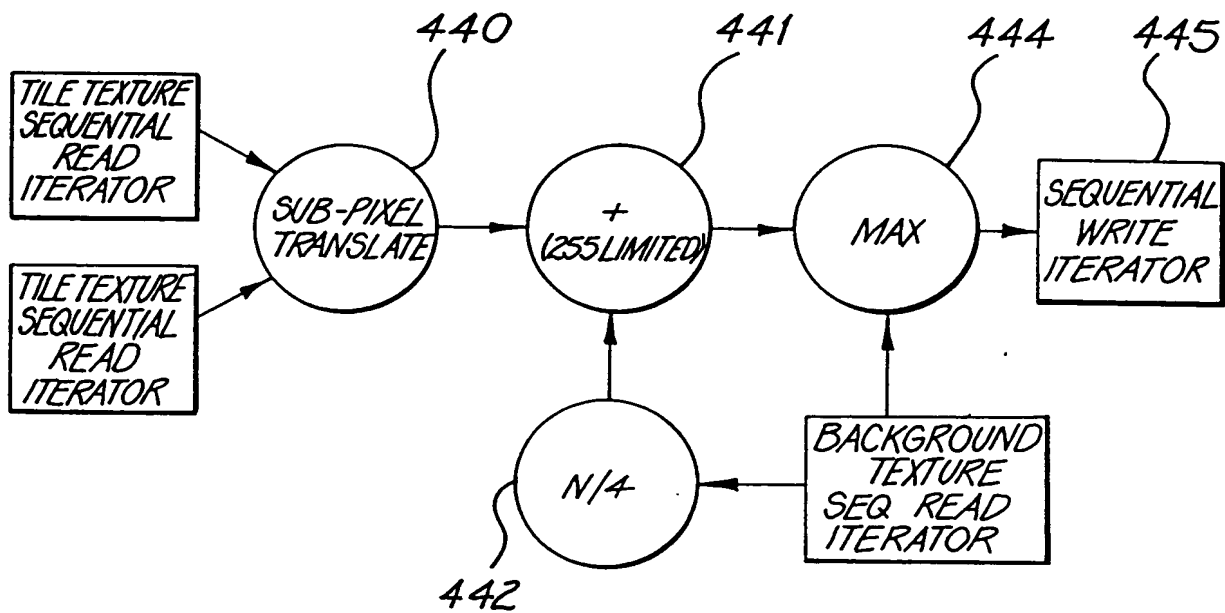 440
441
444
445
TILE TEXTURE
SEQUENTIAL
READ
ITERATOR
SUB-PIXEL
TRANSLATE
+
(255 LIMITED)
MAX
SEQUENTIAL
WRITE
ITERATOR
TILE TEXTURE
SEQUENTIAL
READ
ITERATOR
N/4
BACKGROUND
TEXTURE
SEQ READ
ITERATOR
442